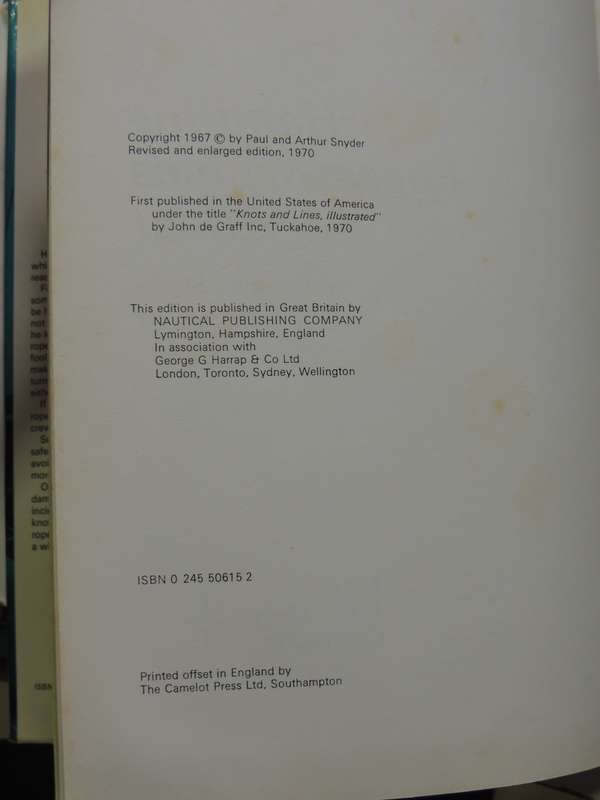 Copyright 1967 © by Paul and Arthur Snyder
Revised and enlarged edition, 1970
First published in the United States of America
under the title "Knots and Lines, illustrated"
by John de Graff Inc, Tuckahoe, 1970
This edition is published in Great Britain by
NAUTICAL PUBLISHING COMPANY
Lymington, Hampshire, England
In association with
George G Harrap & Co Ltd
London, Toronto, Sydney, Wellington
ISBN 0 245 50615 2
Printed offset in England by
The Camelot Press Ltd, Southampton